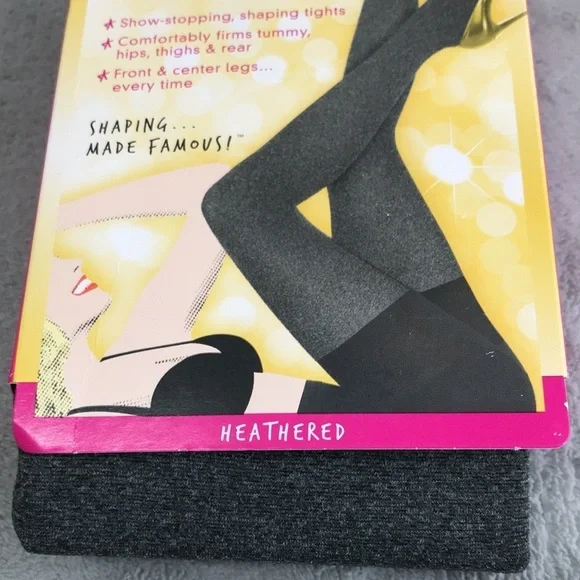 ★ Show-stopping, shaping tights
★ Comfortably firms tummy,
hips, thighs & rear
★ Front & center legs...
every time
SHAPING...
MADE FAMOUS!™
HEATHERED